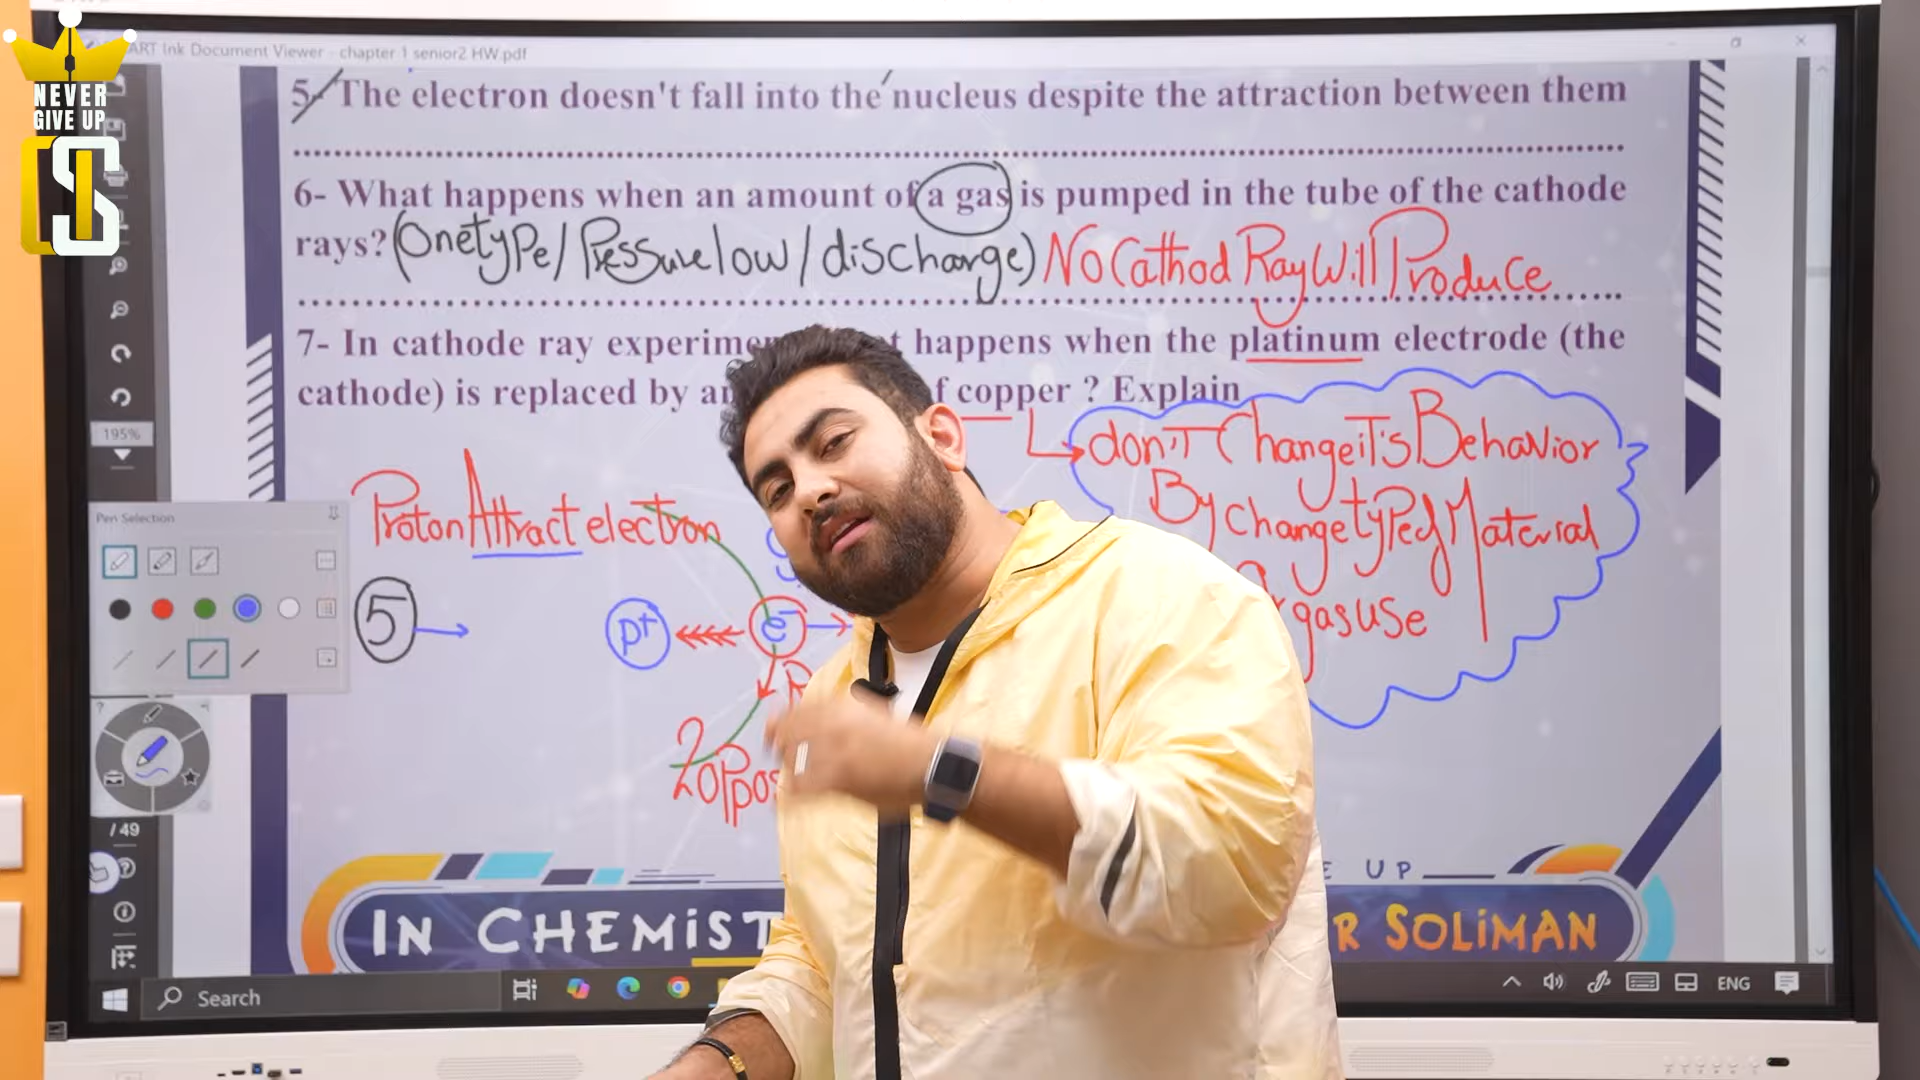 NEVER
GIVE UP
ART Ink Document Viewer - chapter 1 senior2 HW.pdf
5- The electron doesn't fall into the nucleus despite the attraction between them
6- What happens when an amount of a gas is pumped in the tube of the cathode
rays? (OnetyPe / Pressure low / discharge) No Cathod Ray Will Produce
7- In cathode ray experime happens when the platinum electrode (the
cathode) is replaced by an f copper ? Explain
don't Change it's Behavior
By change tyPe of Material
gas use
Proton Attract electron
5
p+
e-
2 oppos
195%
Pen Selection
/ 49
E UP
IN CHEMIST
R SOLIMAN
Search
ENG